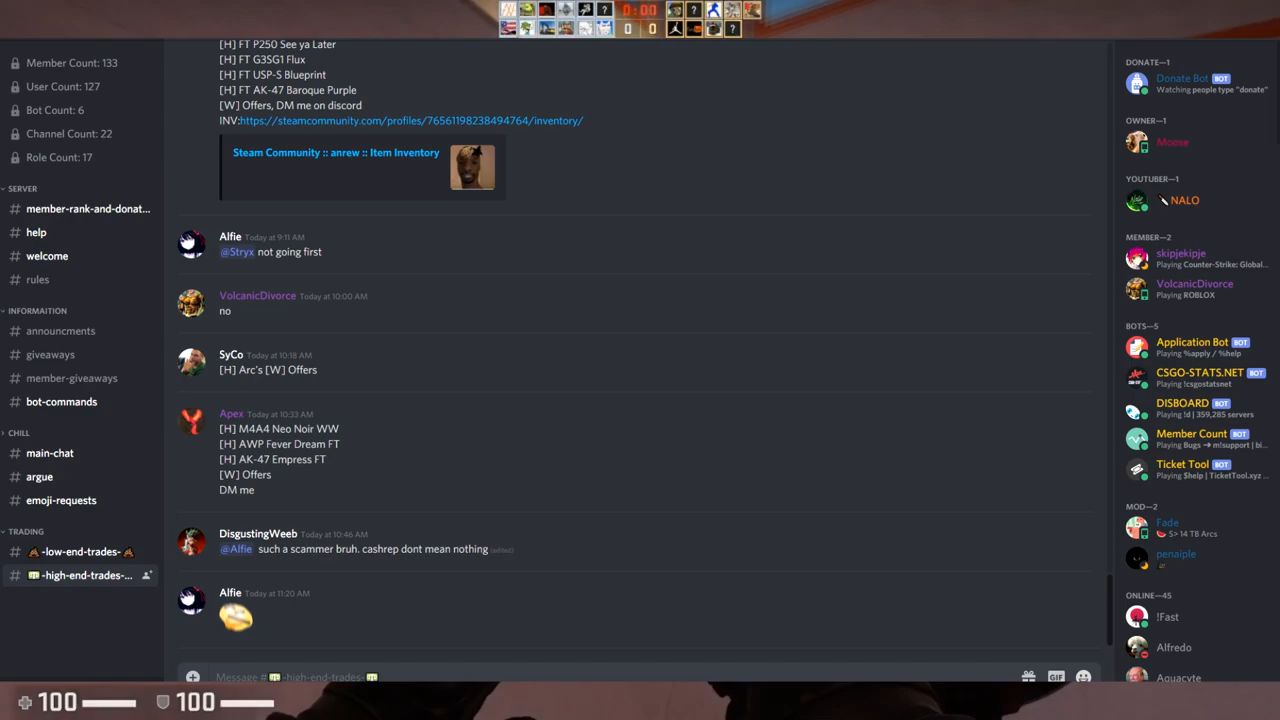 0:00
0 0
Member Count: 133
User Count: 127
Bot Count: 6
Channel Count: 22
Role Count: 17
SERVER
# member-rank-and-donat...
# help
# welcome
# rules
INFORMAITION
# announcments
# giveaways
# member-giveaways
# bot-commands
CHILL
# main-chat
# argue
# emoji-requests
TRADING
# -low-end-trades-
# -high-end-trades-...
[H] FT P250 See ya Later
[H] FT G3SG1 Flux
[H] FT USP-S Blueprint
[H] FT AK-47 Baroque Purple
[W] Offers, DM me on discord
INV:https://steamcommunity.com/profiles/76561198238494764/inventory/
Steam Community :: anrew :: Item Inventory
Alfie Today at 9:11 AM
@Stryx not going first
VolcanicDivorce Today at 10:00 AM
no
SyCo Today at 10:18 AM
[H] Arc's [W] Offers
Apex Today at 10:33 AM
[H] M4A4 Neo Noir WW
[H] AWP Fever Dream FT
[H] AK-47 Empress FT
[W] Offers
DM me
DisgustingWeeb Today at 10:46 AM
@Alfie such a scammer bruh. cashrep dont mean nothing (edited)
Alfie Today at 11:20 AM
Message # -high-end-trades-
GIF
DONATE—1
Donate Bot BOT
Watching people type "donate"
OWNER—1
Moose
YOUTUBER—1
NALO
MEMBER—2
skipjekipje
Playing Counter-Strike: Global...
VolcanicDivorce
Playing ROBLOX
BOTS—5
Application Bot BOT
Playing %apply / %help
CSGO-STATS.NET BOT
Playing !csgostatsnet
DISBOARD BOT
Playing !d | 359,285 servers
Member Count BOT
Playing Bugs ➔ m!support | bi...
Ticket Tool BOT
Playing $help | TicketTool.xyz ...
MOD—2
Fade
S> 14 TB Arcs
penaiple
ONLINE—45
!Fast
Alfredo
Aquacyte
100
100